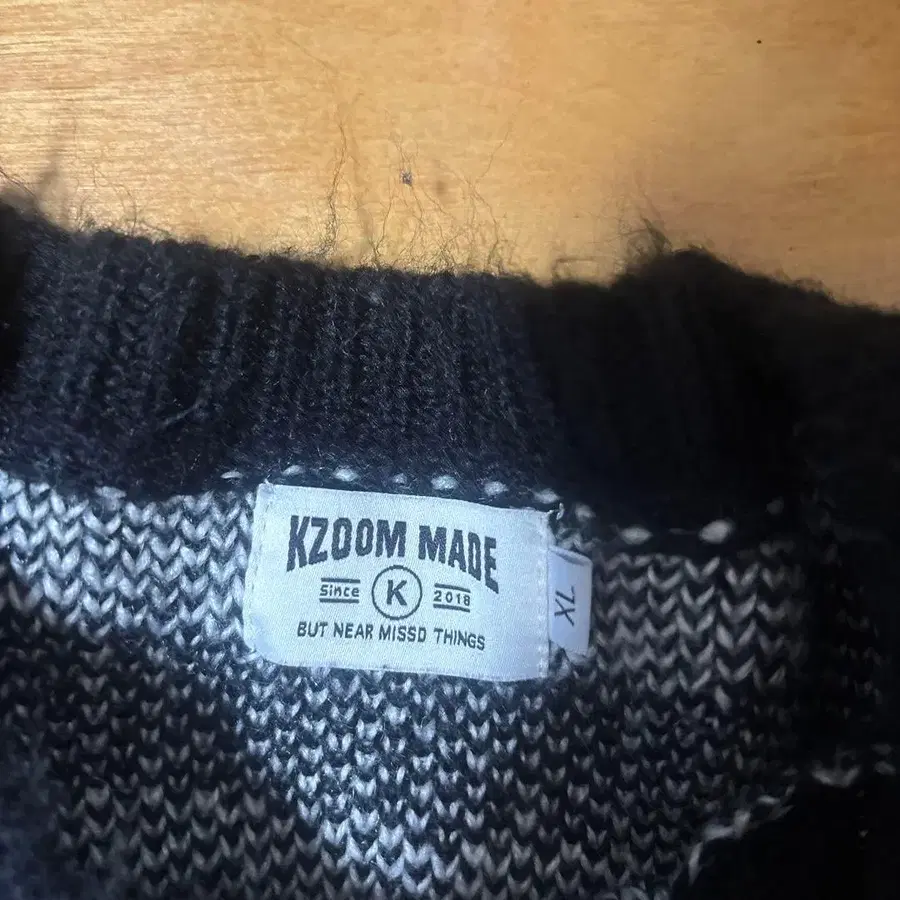 KZOOM MADE
Since K 2018
BUT NEAR MISSD THINGS
XL